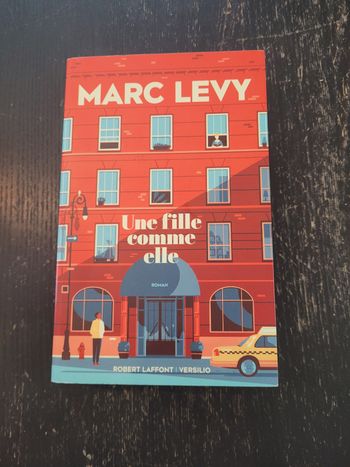 MARC LEVY
Une fille
comme
elle
ROMAN
ROBERT LAFFONT | VERSILIO